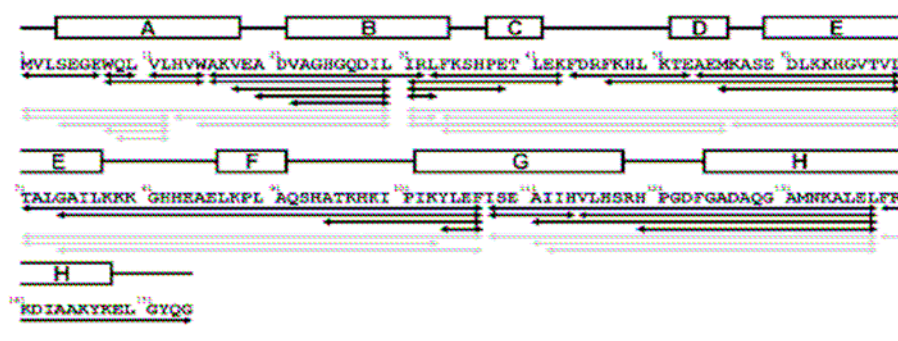 A B C D E
MVLSEGEWQL VLHVWAKVEA DVAGHGQDIL IRLFKSHPET LEKFDRFKHL KTEAEMKASE DLKKHGVTVL
E F G H
TALGAILKKK GHHEAELKPL AQSHATKHKI PIKYLEFISE AIIHVLHSRH PGDFGADAQG AMNKALELFR
H
KDIAAKYKEL GYQG